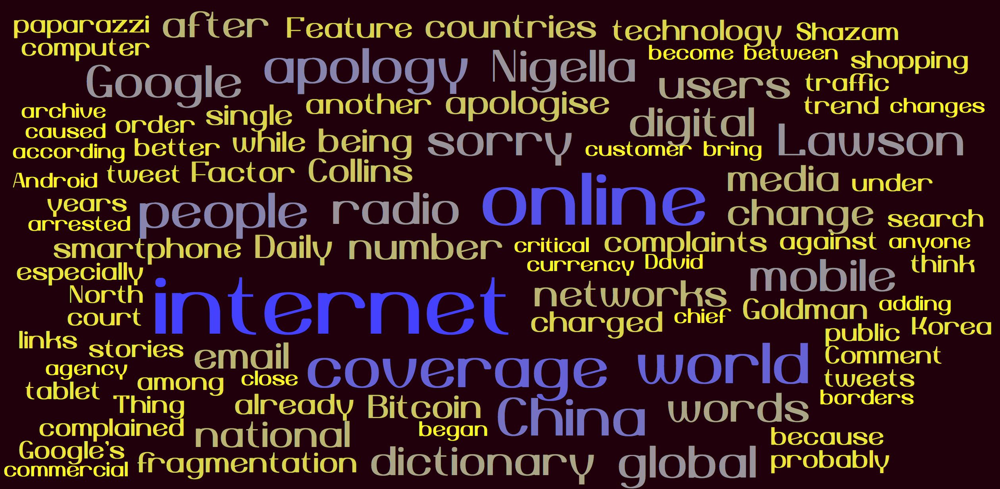 paparazzi after Feature countries technology Shazam
computer become between shopping
Google apology Nigella users traffic
archive order single another apologise digital trend changes
caused better while being sorry customer bring Lawson
according
Android tweet Factor Collins online media under
years people radio change search
arrested
smartphone Daily number critical complaints against anyone
especially currency David mobile think
North internet networks Goldman adding
court charged chief public Korea
links stories email coverage world Comment
agency among close tweets
tablet Thing already Bitcoin China words borders
complained national began because
Google's fragmentation dictionary global probably
commercial